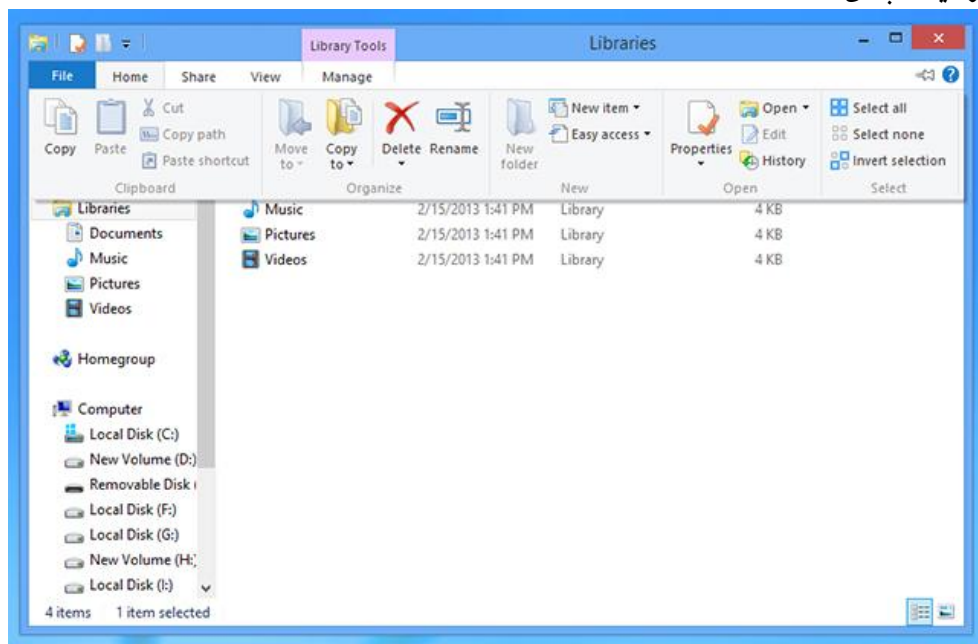 Library Tools
Libraries
File Home Share View Manage
Copy
Paste
Cut
Copy path
Paste shortcut
Clipboard
Move to
Copy to
Delete
Rename
Organize
New folder
New item
Easy access
New
Properties
Open
Edit
History
Open
Select all
Select none
Invert selection
Select
Libraries
Documents
Music
Pictures
Videos
Homegroup
Computer
Local Disk (C:)
New Volume (D:)
Removable Disk
Local Disk (F:)
Local Disk (G:)
New Volume (H:
Local Disk (I:)
Music 2/15/2013 1:41 PM Library 4 KB
Pictures 2/15/2013 1:41 PM Library 4 KB
Videos 2/15/2013 1:41 PM Library 4 KB
4 items 1 item selected